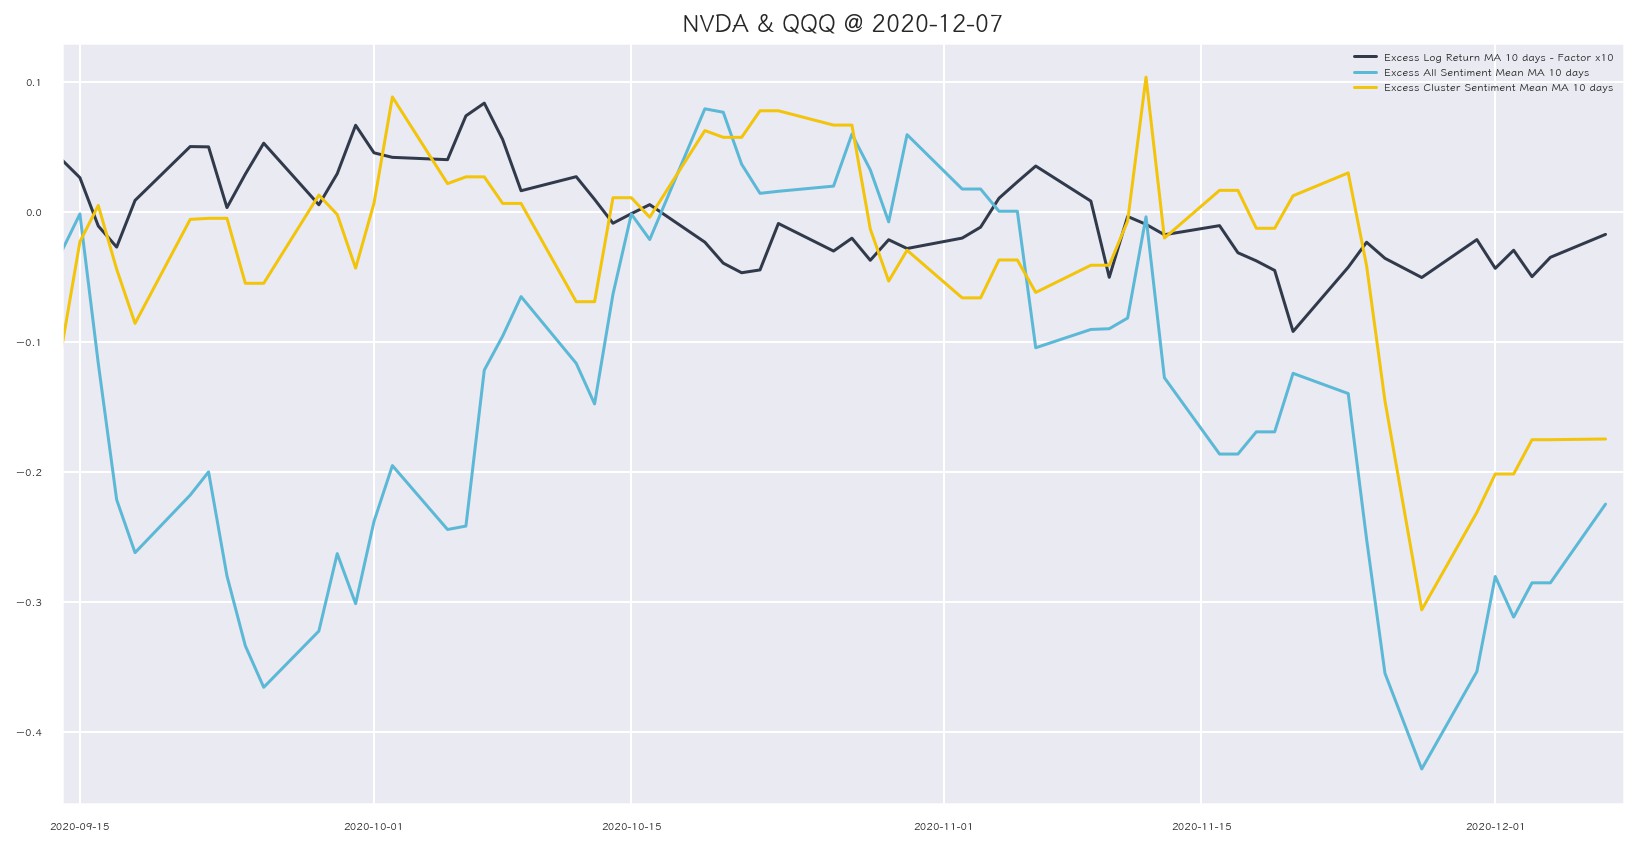 NVDA & QQQ @ 2020-12-07
Excess Log Return MA 10 days - Factor x10
Excess All Sentiment Mean MA 10 days
Excess Cluster Sentiment Mean MA 10 days
0.1
0.0
−0.1
−0.2
−0.3
−0.4
2020-09-15 2020-10-01 2020-10-15 2020-11-01 2020-11-15 2020-12-01